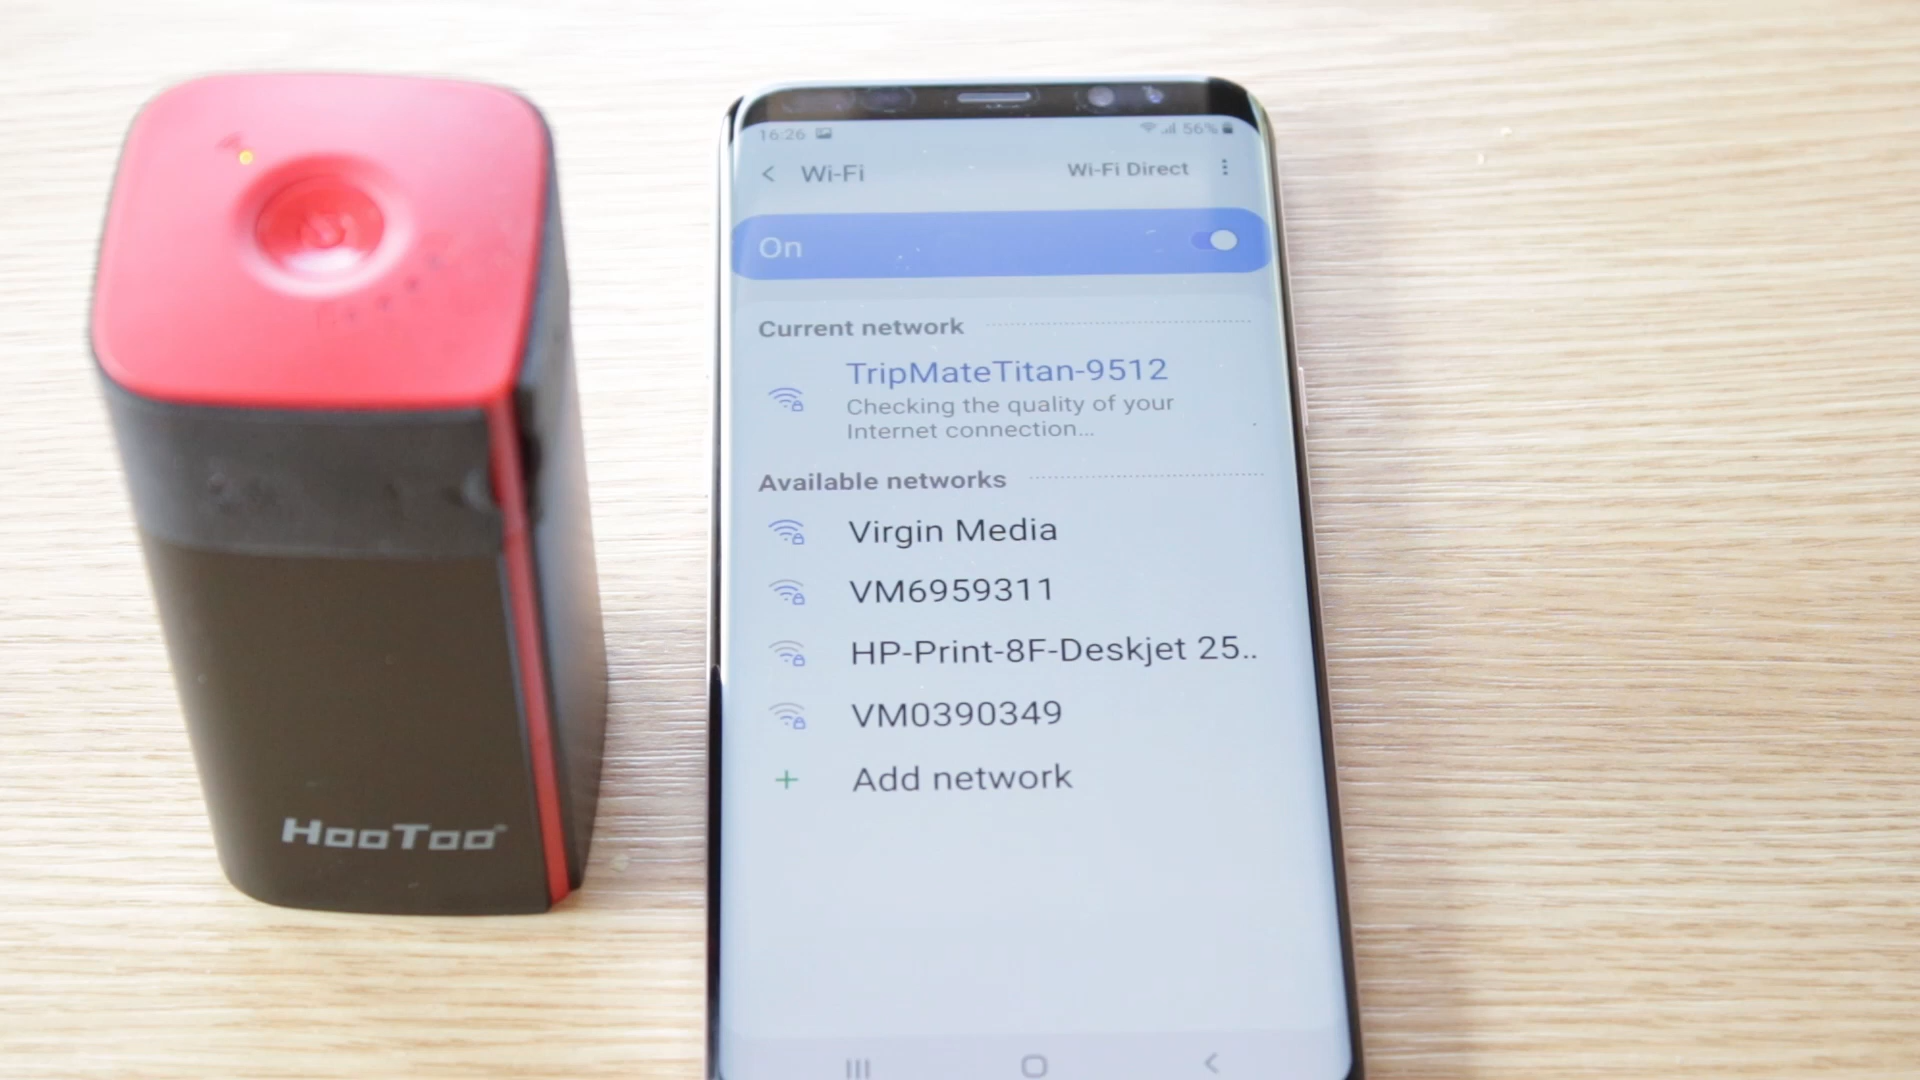 16:26
56%
Wi-Fi
Wi-Fi Direct
On
Current network
TripMateTitan-9512
Checking the quality of your
Internet connection...
Available networks
Virgin Media
VM6959311
HP-Print-8F-Deskjet 25..
VM0390349
Add network
HooToo